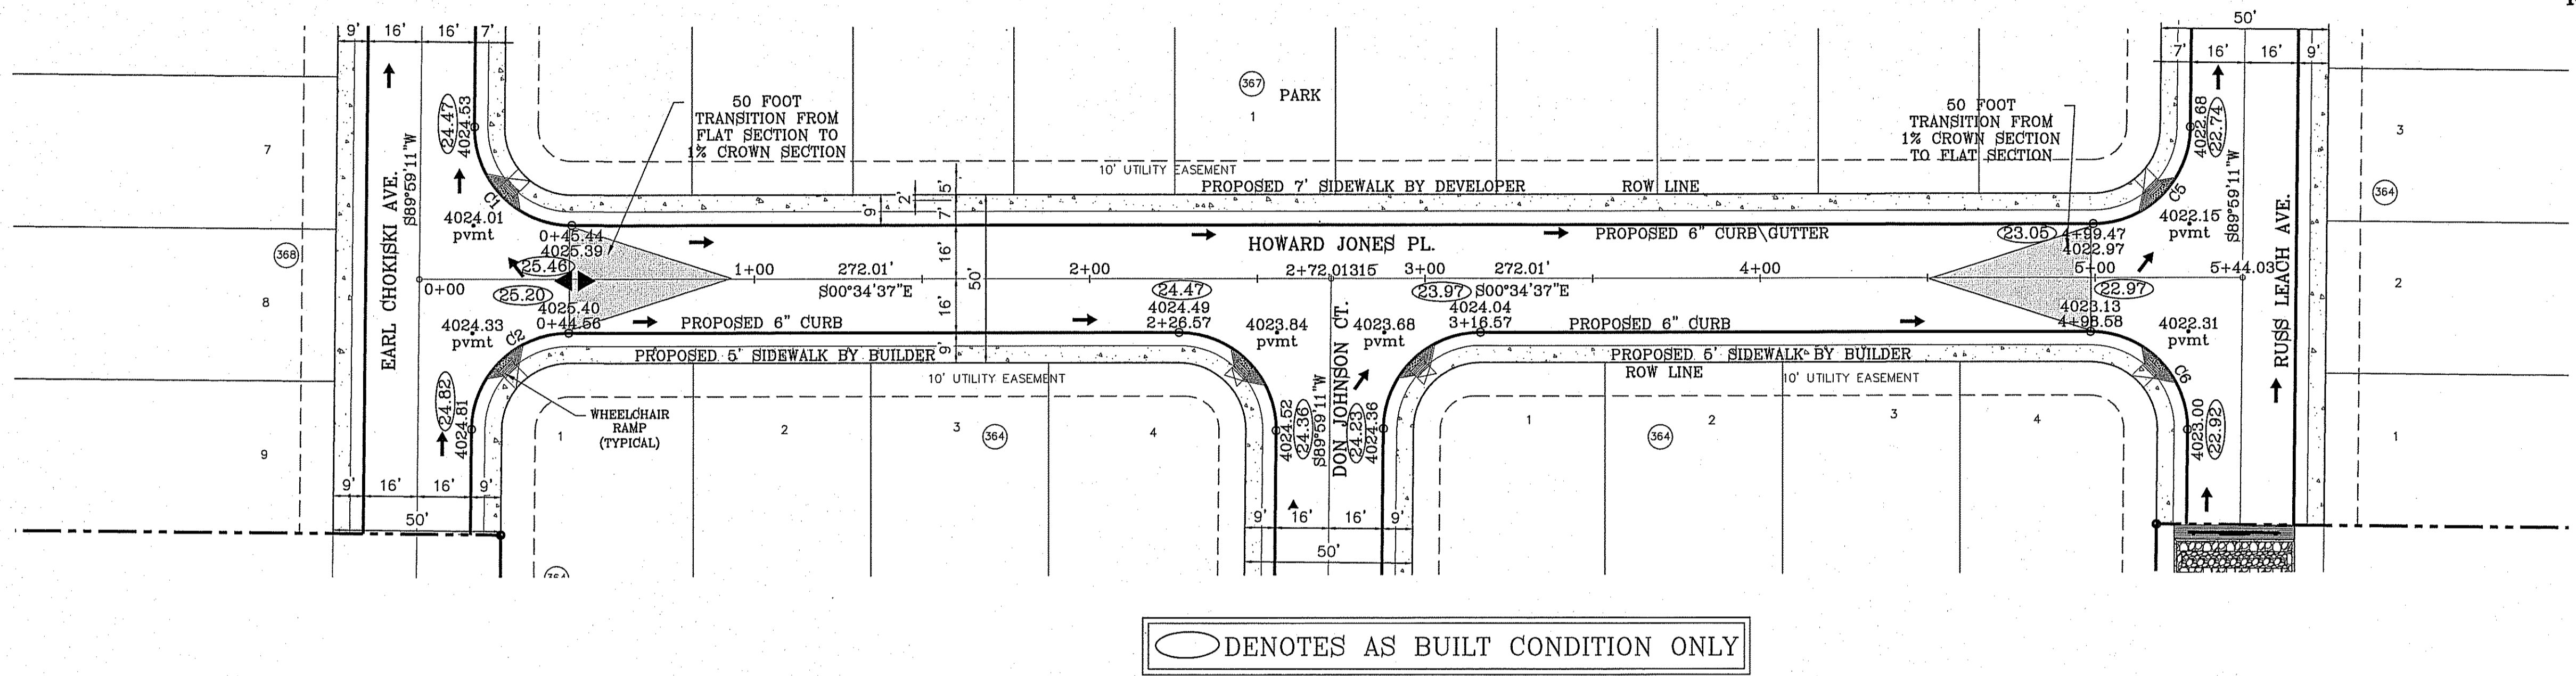 50'
9' 16' 16' 7'
7' 16' 16' 9'
50 FOOT
TRANSITION FROM
FLAT SECTION TO
1% CROWN SECTION
367
PARK
1
50 FOOT
TRANSITION FROM
1% CROWN SECTION
TO FLAT SECTION
24.47
4024.53
4022.68
22.74
7
3
S89°59'11"W
S89°59'11"W
10' UTILITY EASEMENT
PROPOSED 7' SIDEWALK BY DEVELOPER
ROW LINE
C1
C5
364
5'
2'
9'
7'
4024.01
pvmt
0+45.44
4025.39
25.46
HOWARD JONES PL.
PROPOSED 6" CURB\GUTTER
23.05
4+99.47
4022.97
4022.15
pvmt
EARL CHOKISKI AVE.
RUSS LEACH AVE.
368
16'
50'
16'
0+00
1+00
272.01'
2+00
2+72.01315
3+00
272.01'
4+00
5+00
5+44.03
2
8
25.20
S00°34'37"E
24.47
23.97
S00°34'37"E
22.97
4025.40
0+44.56
4024.49
2+26.57
4024.04
3+16.57
4023.13
4+98.58
4024.33
pvmt
PROPOSED 6" CURB
4023.84
pvmt
4023.68
pvmt
PROPOSED 6" CURB
4022.31
pvmt
C2
9'
PROPOSED 5' SIDEWALK BY BUILDER
PROPOSED 5' SIDEWALK BY BUILDER
ROW LINE
C6
10' UTILITY EASEMENT
10' UTILITY EASEMENT
DON JOHNSON CT.
S89°59'11"W
24.82
4024.81
WHEELCHAIR
RAMP
(TYPICAL)
1
2
3
364
4
4024.52
24.36
24.23
4024.36
1
2
364
3
4
4023.00
22.92
1
9
9' 16' 16' 9'
50'
9' 16' 16' 9'
50'
364
DENOTES AS BUILT CONDITION ONLY